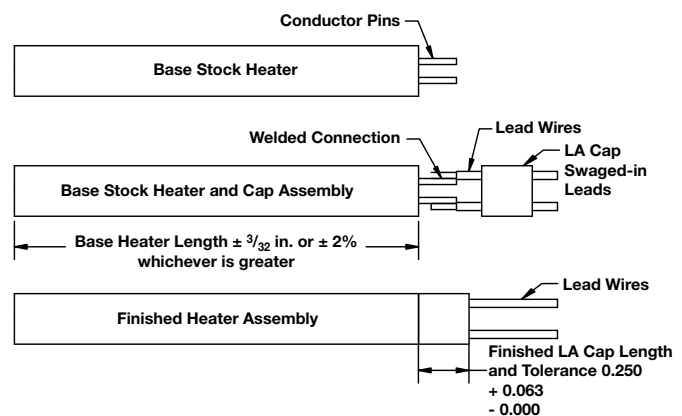 Conductor Pins
Base Stock Heater
Welded Connection
Lead Wires
LA Cap
Swaged-in
Leads
Base Stock Heater and Cap Assembly
Base Heater Length ± 3/32 in. or ± 2%
whichever is greater
Lead Wires
Finished Heater Assembly
Finished LA Cap Length
and Tolerance 0.250
+ 0.063
- 0.000